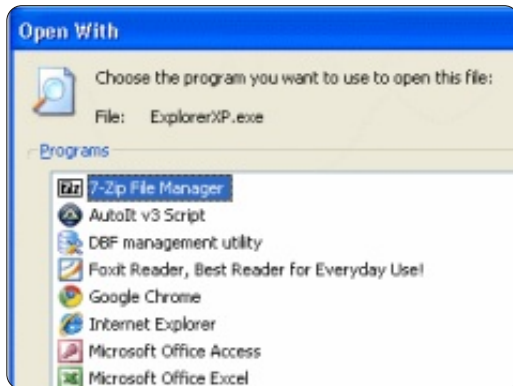 Open With
Choose the program you want to use to open this file:
File: ExplorerXP.exe
Programs
7-Zip File Manager
AutoIt v3 Script
DBF management utility
Foxit Reader, Best Reader for Everyday Use!
Google Chrome
Internet Explorer
Microsoft Office Access
Microsoft Office Excel